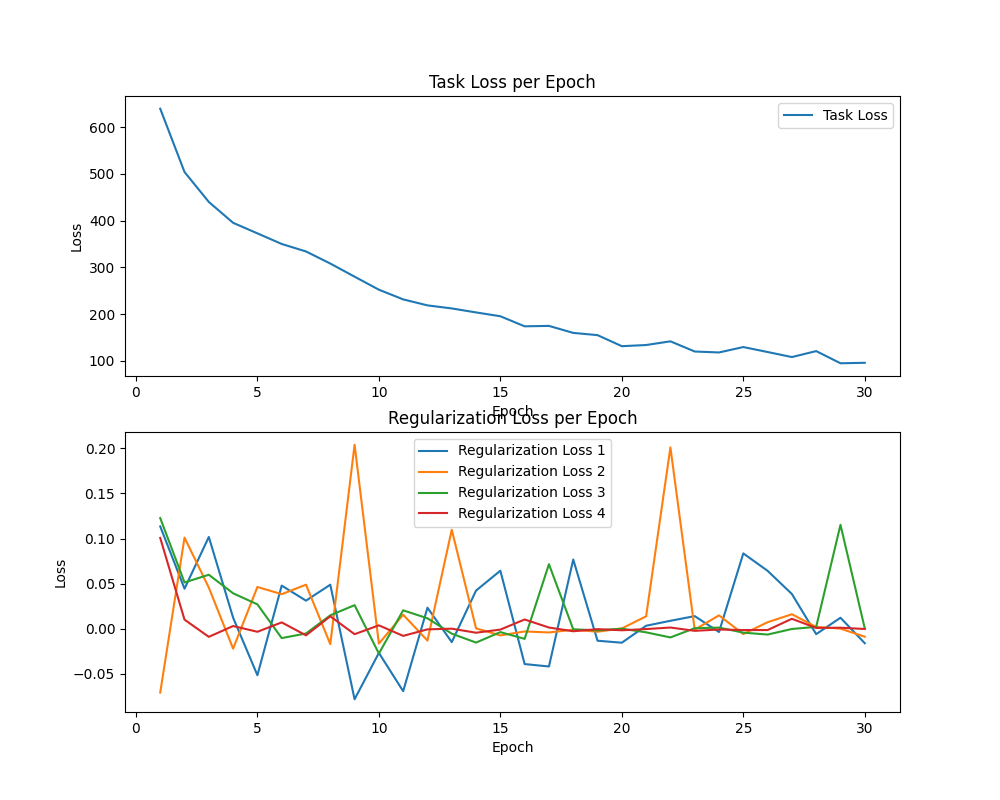 Task Loss per Epoch
Task Loss
600
500
400
300
200
100
Loss
0 5 10 15 20 25 30
Epoch
Regularization Loss per Epoch
Regularization Loss 1
Regularization Loss 2
Regularization Loss 3
Regularization Loss 4
0.20
0.15
0.10
0.05
0.00
−0.05
Loss
0 5 10 15 20 25 30
Epoch